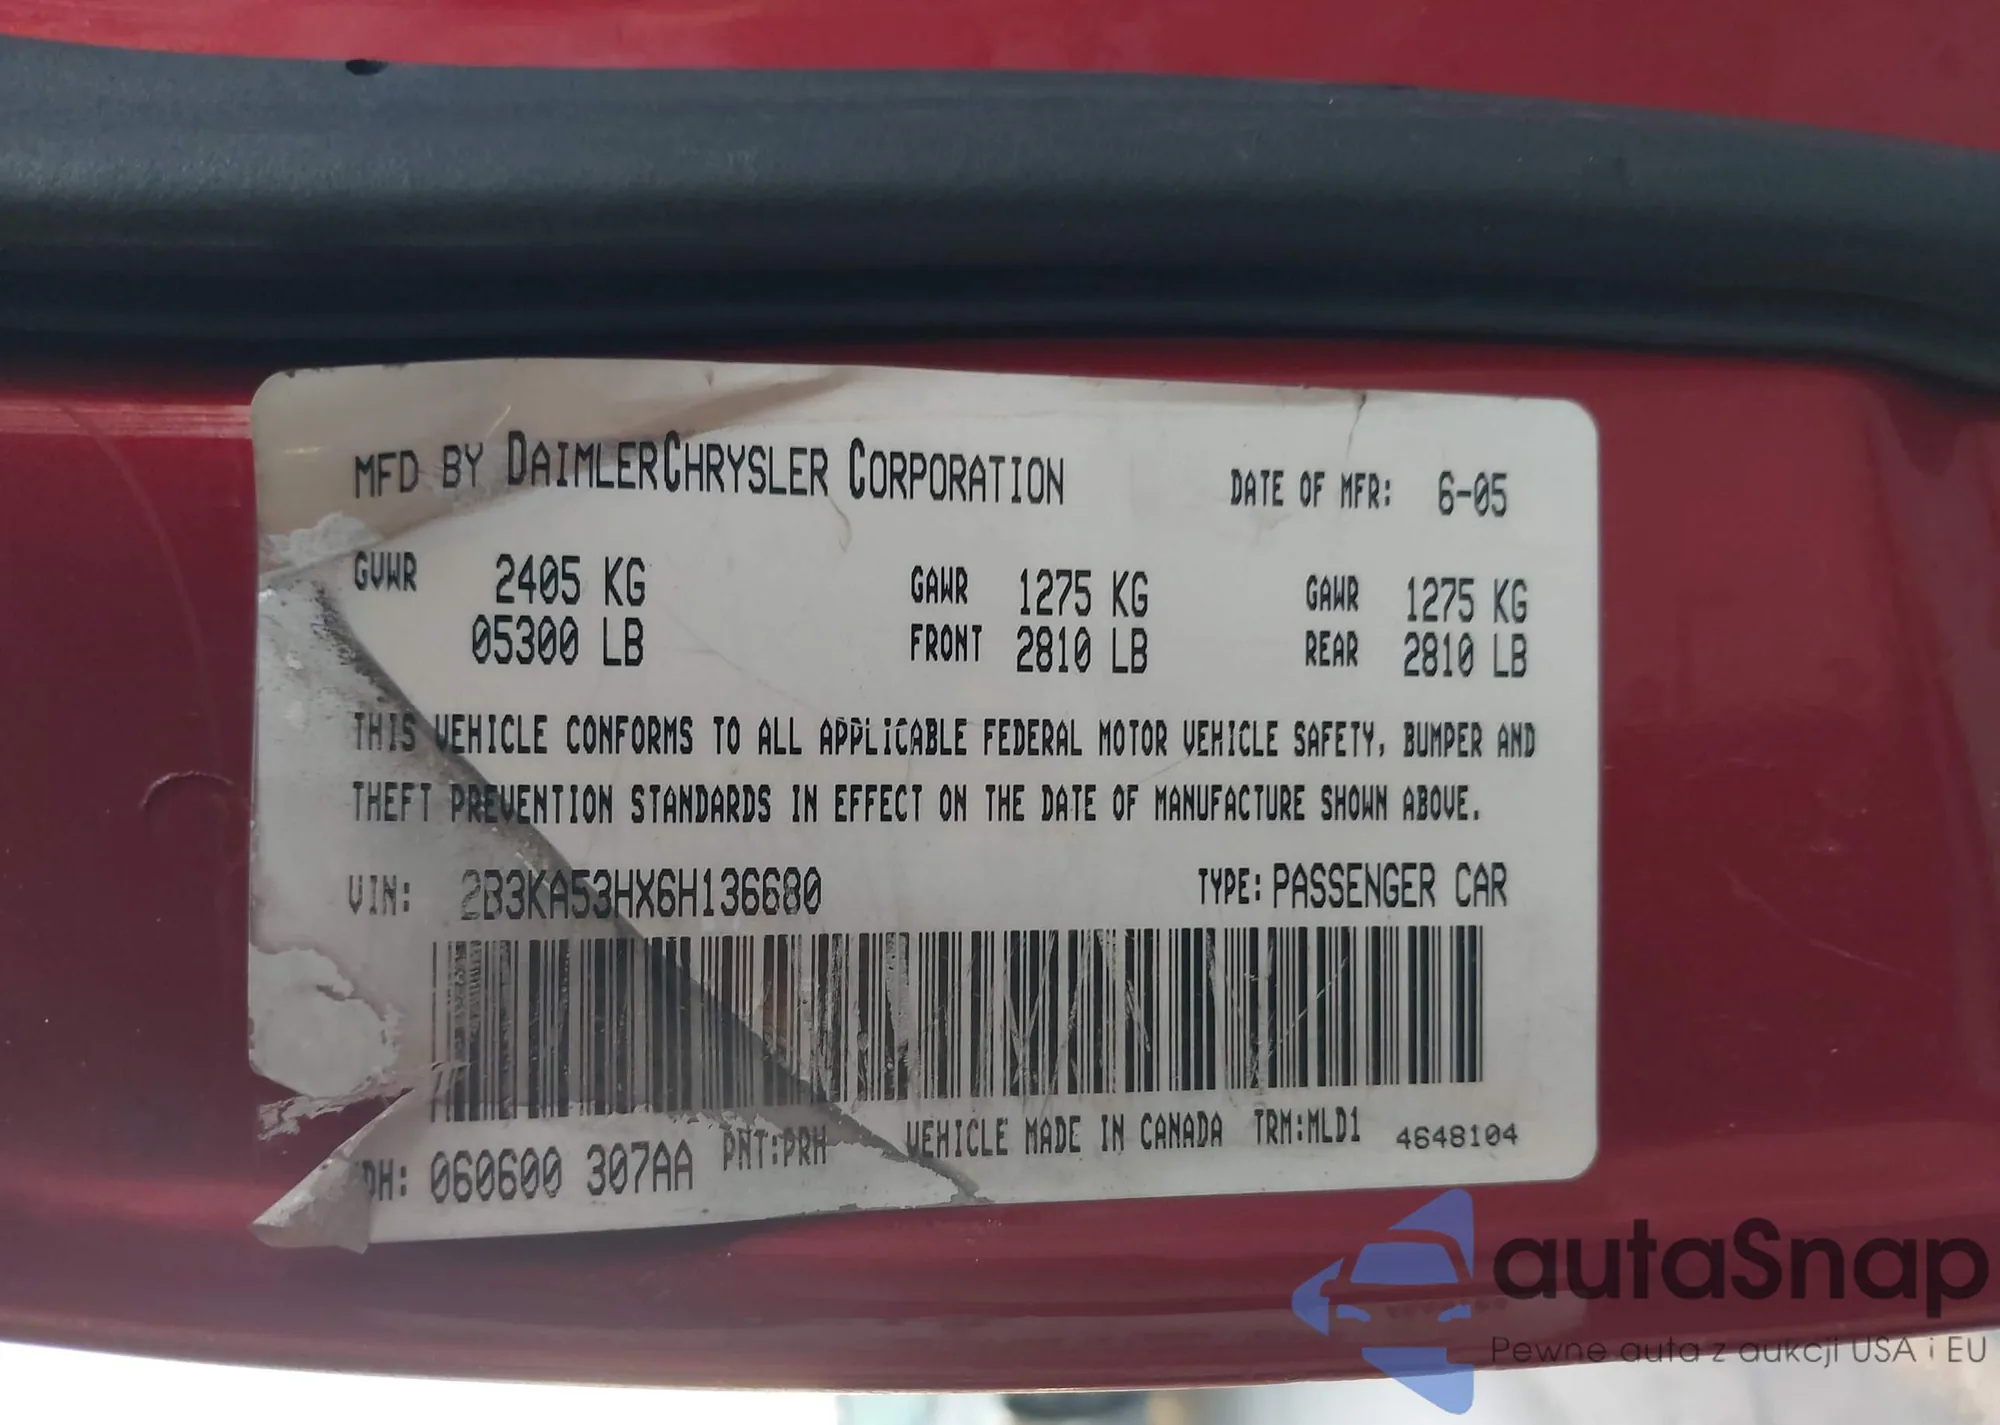 MFD BY DAIMLERCHRYSLER CORPORATION DATE OF MFR: 6-05
GVWR 2405 KG GAWR 1275 KG GAWR 1275 KG
05300 LB FRONT 2810 LB REAR 2810 LB
THIS VEHICLE CONFORMS TO ALL APPLICABLE FEDERAL MOTOR VEHICLE SAFETY, BUMPER AND
THEFT PREVENTION STANDARDS IN EFFECT ON THE DATE OF MANUFACTURE SHOWN ABOVE.
VIN: 2B3KA53HX6H136680 TYPE: PASSENGER CAR
060600 307AA PNT:PRH VEHICLE MADE IN CANADA TRM:MLD1 4648104
autaSnap
Pewne auta z aukcji USA i EU